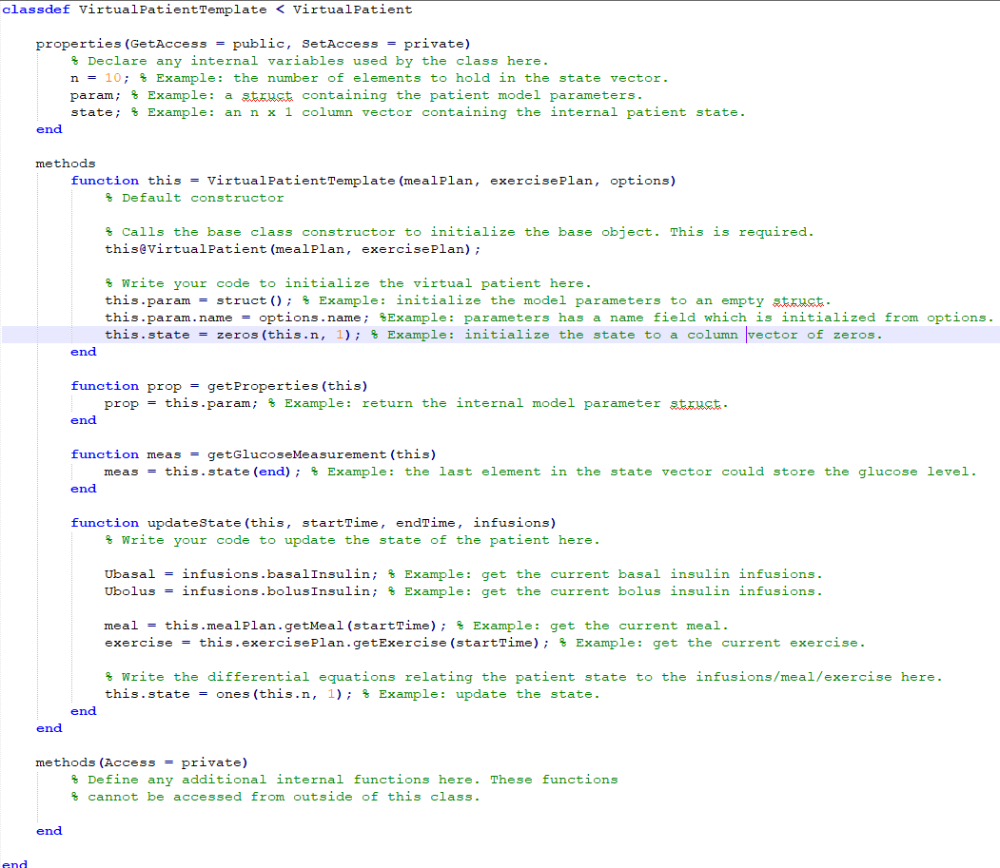 classdef VirtualPatientTemplate < VirtualPatient
properties(GetAccess = public, SetAccess = private)
% Declare any internal variables used by the class here.
n = 10; % Example: the number of elements to hold in the state vector.
param; % Example: a struct containing the patient model parameters.
state; % Example: an n x 1 column vector containing the internal patient state.
end
methods
function this = VirtualPatientTemplate(mealPlan, exercisePlan, options)
% Default constructor
% Calls the base class constructor to initialize the base object. This is required.
this@VirtualPatient(mealPlan, exercisePlan);
% Write your code to initialize the virtual patient here.
this.param = struct(); % Example: initialize the model parameters to an empty struct.
this.param.name = options.name; %Example: parameters has a name field which is initialized from options.
this.state = zeros(this.n, 1); % Example: initialize the state to a column vector of zeros.
end
function prop = getProperties(this)
prop = this.param; % Example: return the internal model parameter struct.
end
function meas = getGlucoseMeasurement(this)
meas = this.state(end); % Example: the last element in the state vector could store the glucose level.
end
function updateState(this, startTime, endTime, infusions)
% Write your code to update the state of the patient here.
Ubasal = infusions.basalInsulin; % Example: get the current basal insulin infusions.
Ubolus = infusions.bolusInsulin; % Example: get the current bolus insulin infusions.
meal = this.mealPlan.getMeal(startTime); % Example: get the current meal.
exercise = this.exercisePlan.getExercise(startTime); % Example: get the current exercise.
% Write the differential equations relating the patient state to the infusions/meal/exercise here.
this.state = ones(this.n, 1); % Example: update the state.
end
end
methods(Access = private)
% Define any additional internal functions here. These functions
% cannot be accessed from outside of this class.
end
end